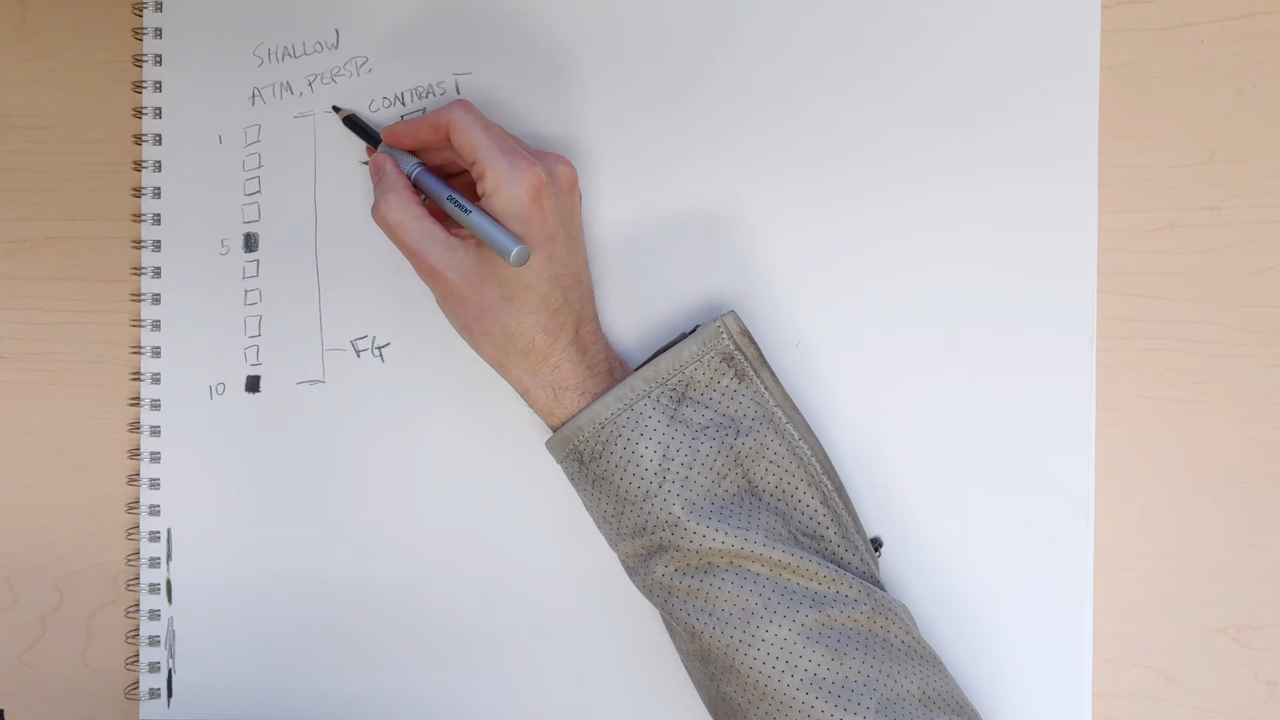 SHALLOW
ATM. PERSP.
CONTRAST
1
5
10
FG
DERWENT